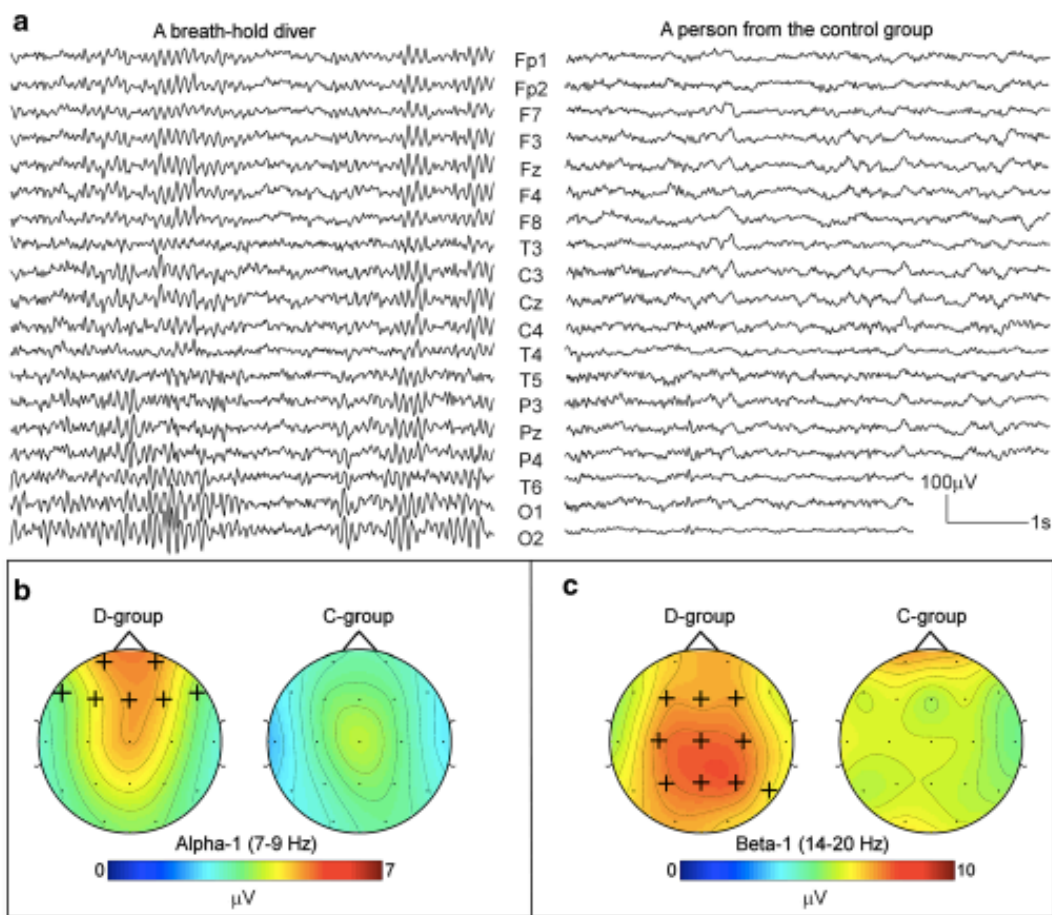 a
A breath-hold diver
A person from the control group
Fp1
Fp2
F7
F3
Fz
F4
F8
T3
C3
Cz
C4
T4
T5
P3
Pz
P4
T6
O1
O2
100μV
1s
b
D-group
C-group
Alpha-1 (7-9 Hz)
0
7
μV
c
D-group
C-group
Beta-1 (14-20 Hz)
0
10
μV